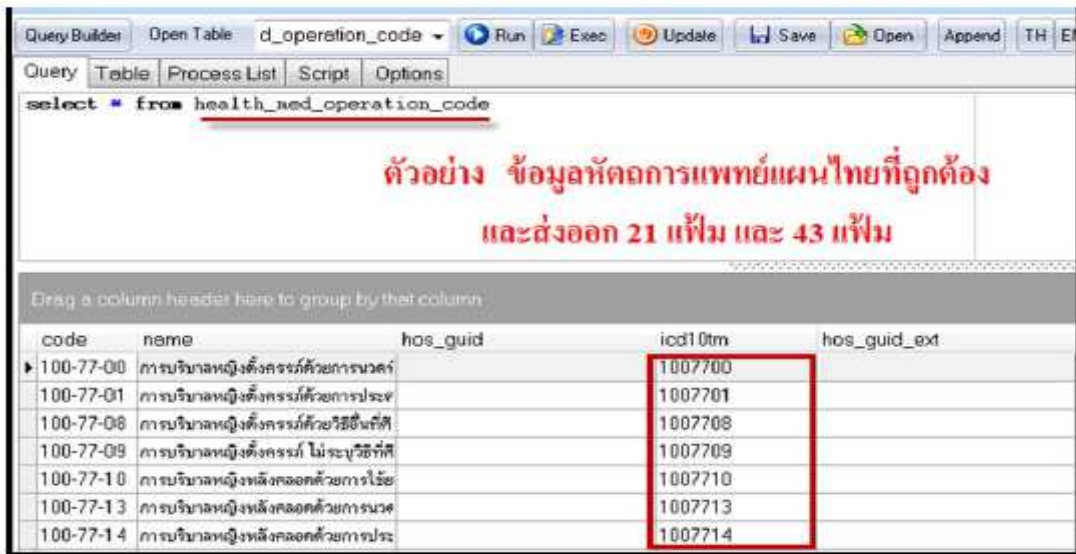 Query Builder Open Table d_operation_code Run Exec Update Save Open Append TH
Query Table Process List Script Options
select * from health_med_operation_code
ตัวอย่าง ข้อมูลหัตถการแพทย์แผนไทยที่ถูกต้อง
และส่งออก 21 แฟ้ม และ 43 แฟ้ม
Drag a column header here to group by that column
code name hos_guid icd10tm hos_guid_ext
100-77-00 การบริบาลหญิงตั้งครรภ์ด้วยการนวด 1007700
100-77-01 การบริบาลหญิงตั้งครรภ์ด้วยการประ 1007701
100-77-08 การบริบาลหญิงตั้งครรภ์ด้วยวิธีอื่นที่ 1007708
100-77-09 การบริบาลหญิงตั้งครรภ์ ไม่ระบุวิธีที่ 1007709
100-77-10 การบริบาลหญิงหลังคลอดด้วยการใช้ย 1007710
100-77-13 การบริบาลหญิงหลังคลอดด้วยการนวด 1007713
100-77-14 การบริบาลหญิงหลังคลอดด้วยการประ 1007714